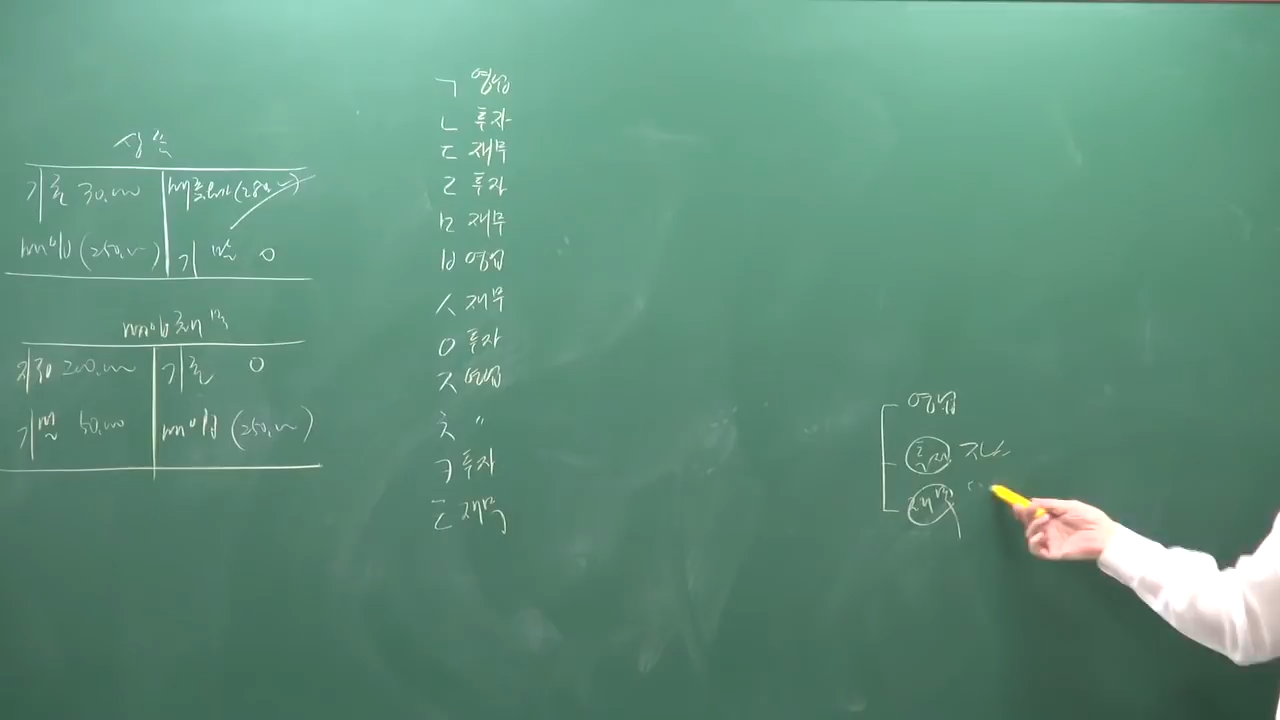 상품
기초 30,000 매출원가 (280,000)
매입 (250,000) 기말 0
매입채무
지급 200,000 기초 0
기말 50,000 매입 (250,000)
ㄱ 영업
ㄴ 투자
ㄷ 재무
ㄹ 투자
ㅁ 재무
ㅂ 영업
ㅅ 재무
ㅇ 투자
ㅈ 영업
ㅊ 〃
ㅋ 투자
ㅌ 재무
영업
투자
재무